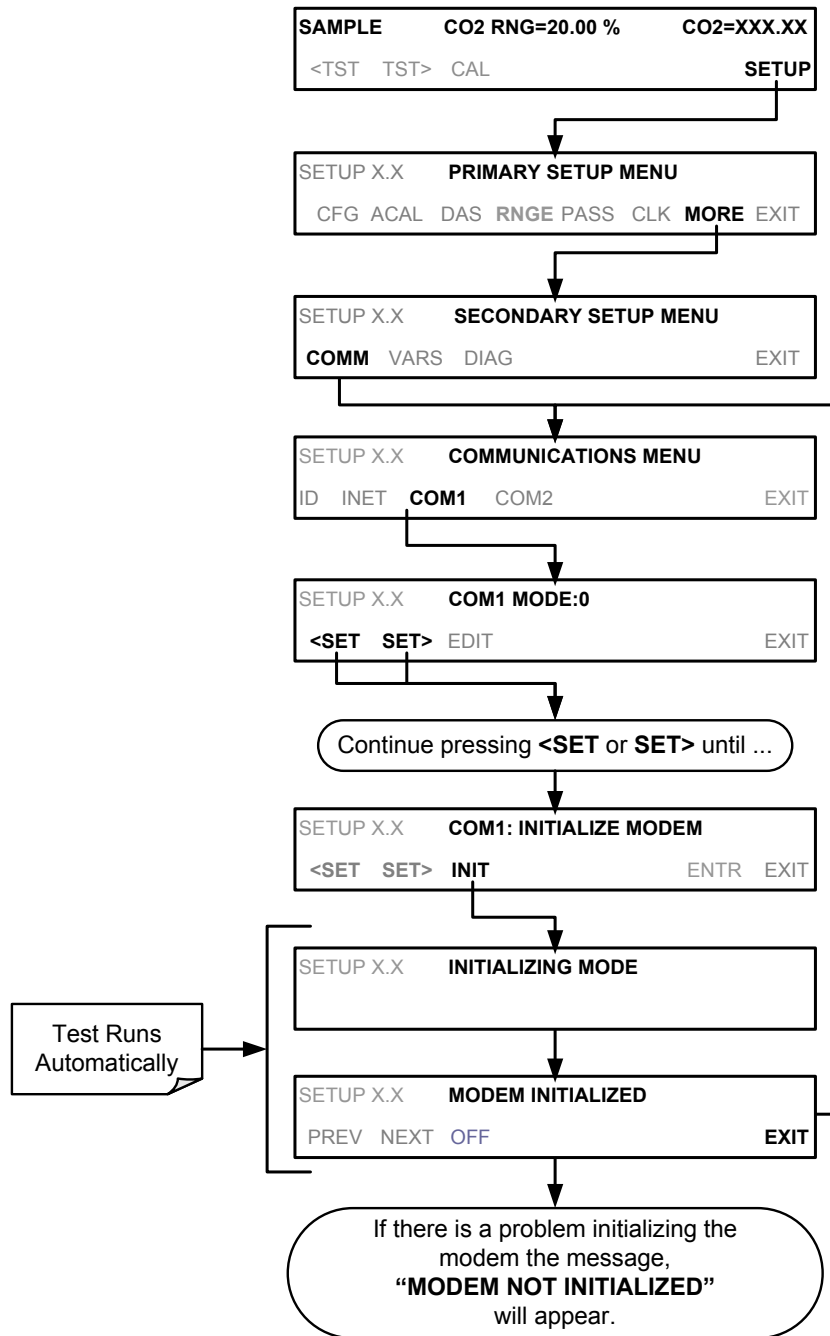 SAMPLE CO2 RNG=20.00 % CO2=XXX.XX
<TST TST> CAL SETUP
SETUP X.X PRIMARY SETUP MENU
CFG ACAL DAS RNGE PASS CLK MORE EXIT
SETUP X.X SECONDARY SETUP MENU
COMM VARS DIAG EXIT
SETUP X.X COMMUNICATIONS MENU
ID INET COM1 COM2 EXIT
SETUP X.X COM1 MODE:0
<SET SET> EDIT EXIT
Continue pressing <SET or SET> until ...
SETUP X.X COM1: INITIALIZE MODEM
<SET SET> INIT ENTR EXIT
SETUP X.X INITIALIZING MODE
Test Runs
Automatically
SETUP X.X MODEM INITIALIZED
PREV NEXT OFF EXIT
If there is a problem initializing the
modem the message,
“MODEM NOT INITIALIZED”
will appear.